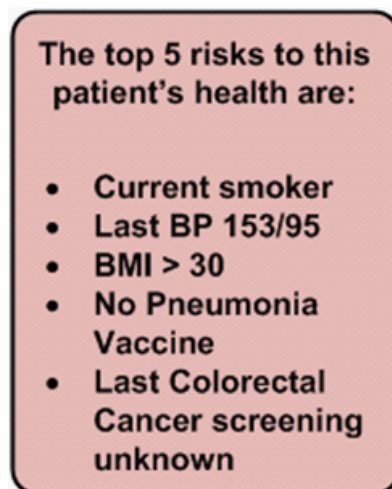 The top 5 risks to this
patient's health are:
• Current smoker
• Last BP 153/95
• BMI > 30
• No Pneumonia
Vaccine
• Last Colorectal
Cancer screening
unknown